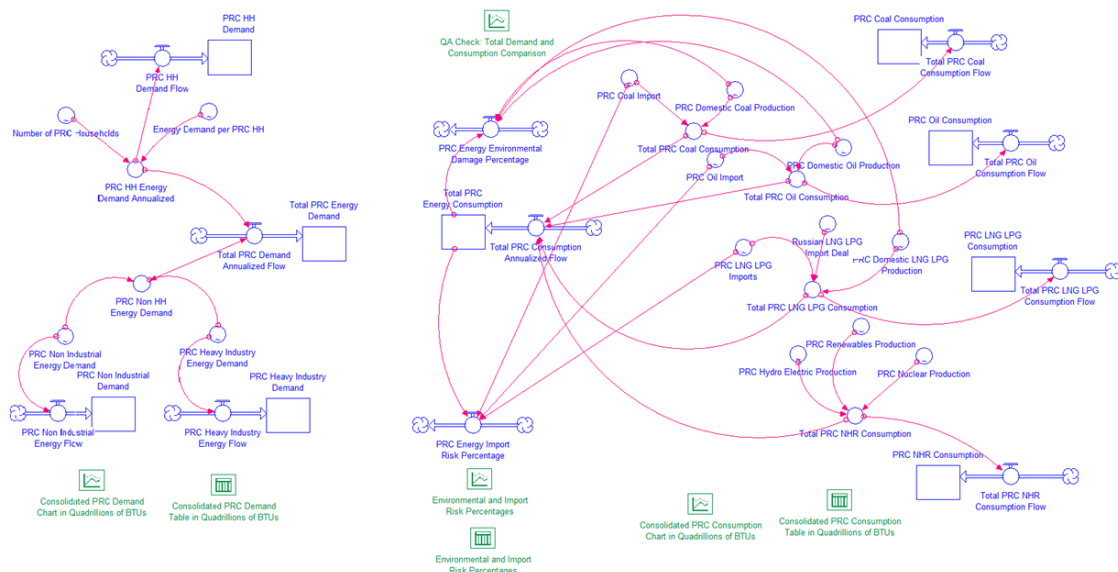 PRC HH
Demand
PRC HH
Demand Flow
Number of PRC Households
Energy Demand per PRC HH
PRC HH Energy
Demand Annualized
Total PRC Energy
Demand
Total PRC Demand
Annualized Flow
PRC Non HH
Energy Demand
PRC Non Industrial
Energy Demand
PRC Heavy Industry
Energy Demand
PRC Non Industrial
Demand
PRC Heavy Industry
Demand
PRC Non Industrial
Energy Flow
PRC Heavy Industry
Energy Flow
Consolidated PRC Demand
Chart in Quadrillions of BTUs
Consolidated PRC Demand
Table in Quadrillions of BTUs
QA Check: Total Demand and
Consumption Comparison
PRC Coal Import
PRC Domestic Coal Production
PRC Energy Environmental
Damage Percentage
Total PRC Coal Consumption
PRC Oil Import
PRC Domestic Oil Production
Total PRC Oil Consumption
Total PRC
Energy Consumption
Total PRC Consumption
Annualized Flow
PRC LNG LPG
Imports
Russian LNG LPG
Import Deal
PRC Domestic LNG LPG
Production
Total PRC LNG LPG Consumption
PRC Renewables Production
PRC Hydro Electric Production
PRC Nuclear Production
Total PRC NHR Consumption
PRC Energy Import
Risk Percentage
Environmental and Import
Risk Percentages
Environmental and Import
Risk Percentages
Consolidated PRC Consumption
Chart in Quadrillions of BTUs
Consolidated PRC Consumption
Table in Quadrillions of BTUs
PRC Coal Consumption
Total PRC Coal
Consumption Flow
PRC Oil Consumption
Total PRC Oil
Consumption Flow
PRC LNG LPG
Consumption
Total PRC LNG LPG
Consumption Flow
PRC NHR Consumption
Total PRC NHR
Consumption Flow